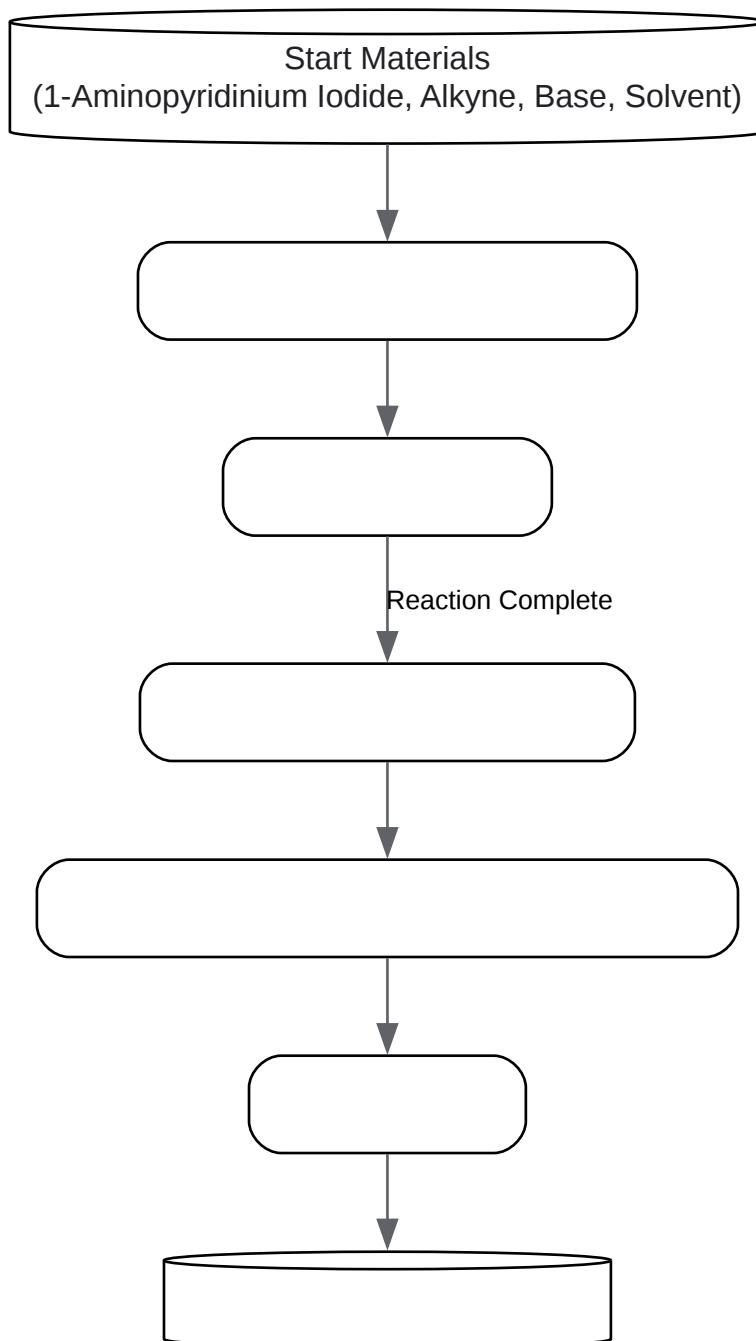 Start Materials
(1-Aminopyridinium Iodide, Alkyne, Base, Solvent)
Reaction Complete